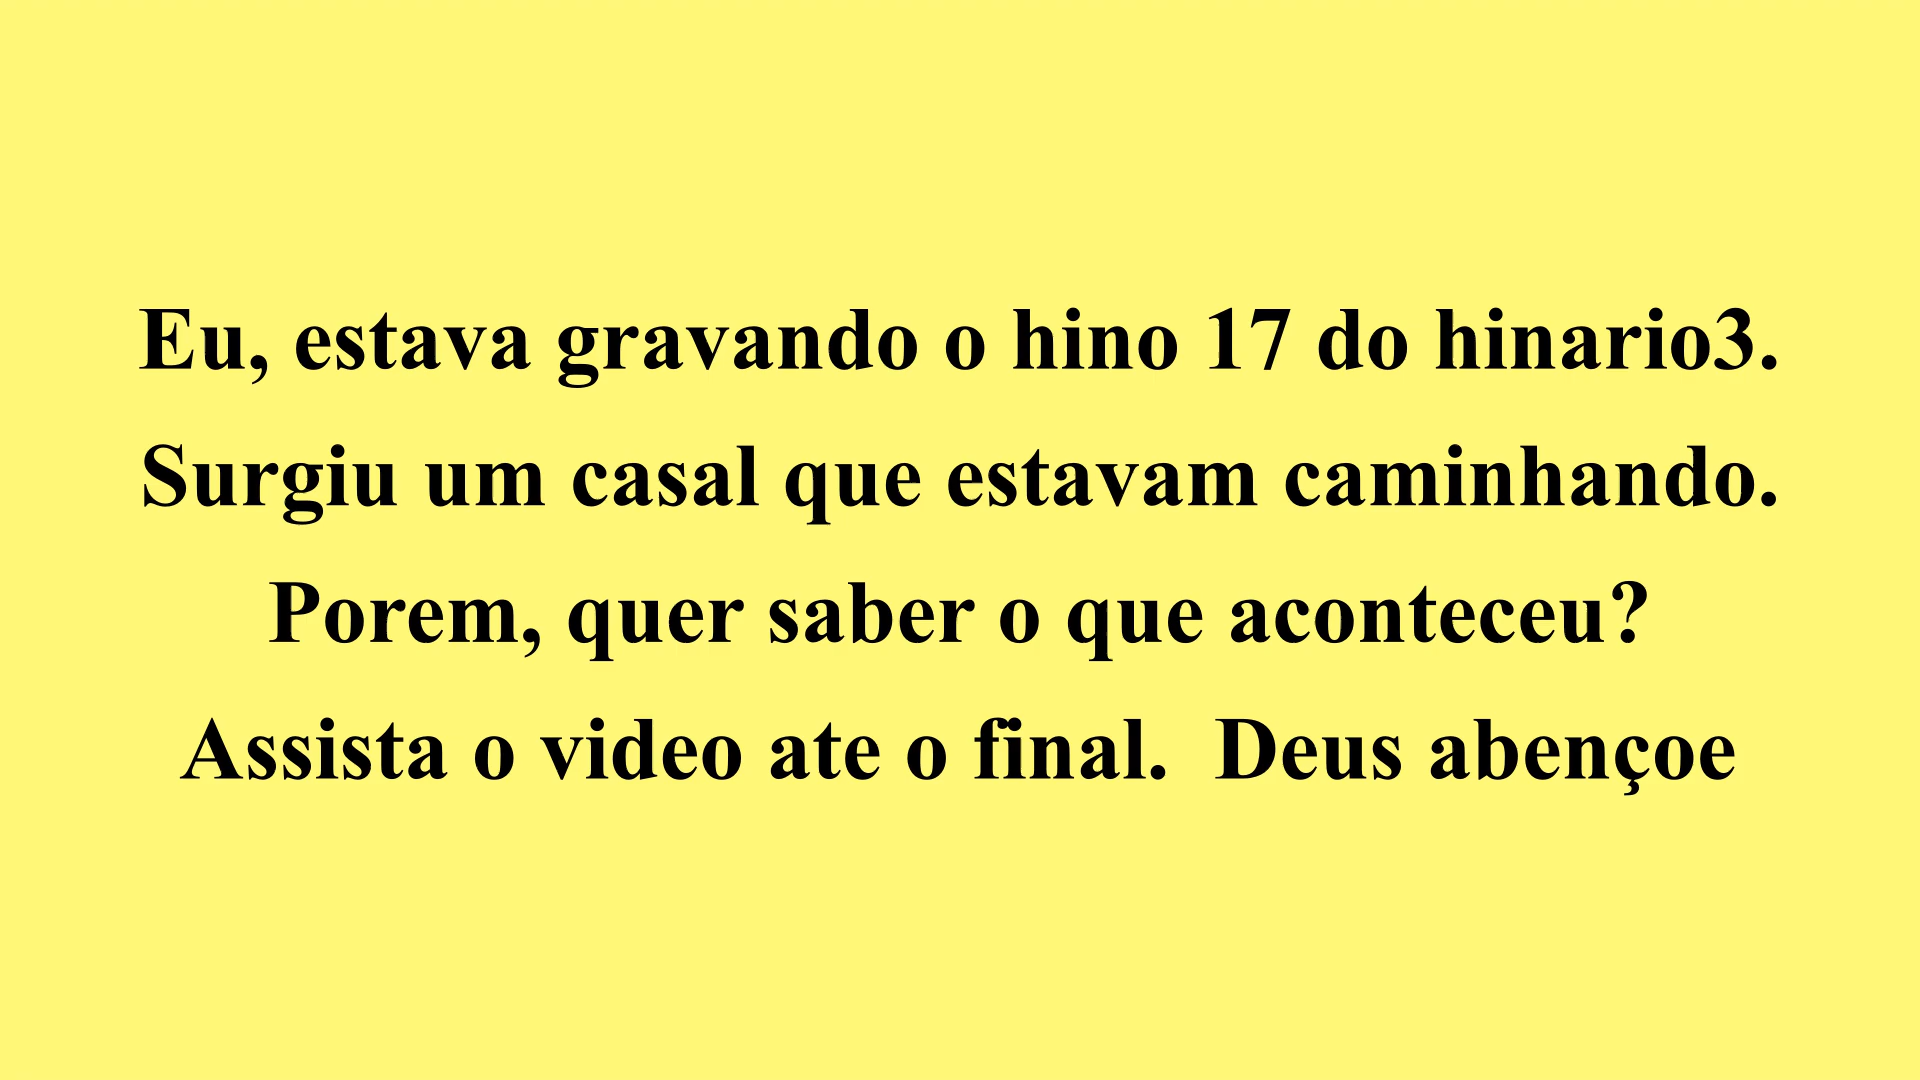 Eu, estava gravando o hino 17 do hinario3.
Surgiu um casal que estavam caminhando.
Porem, quer saber o que aconteceu?
Assista o video ate o final.  Deus abençoe